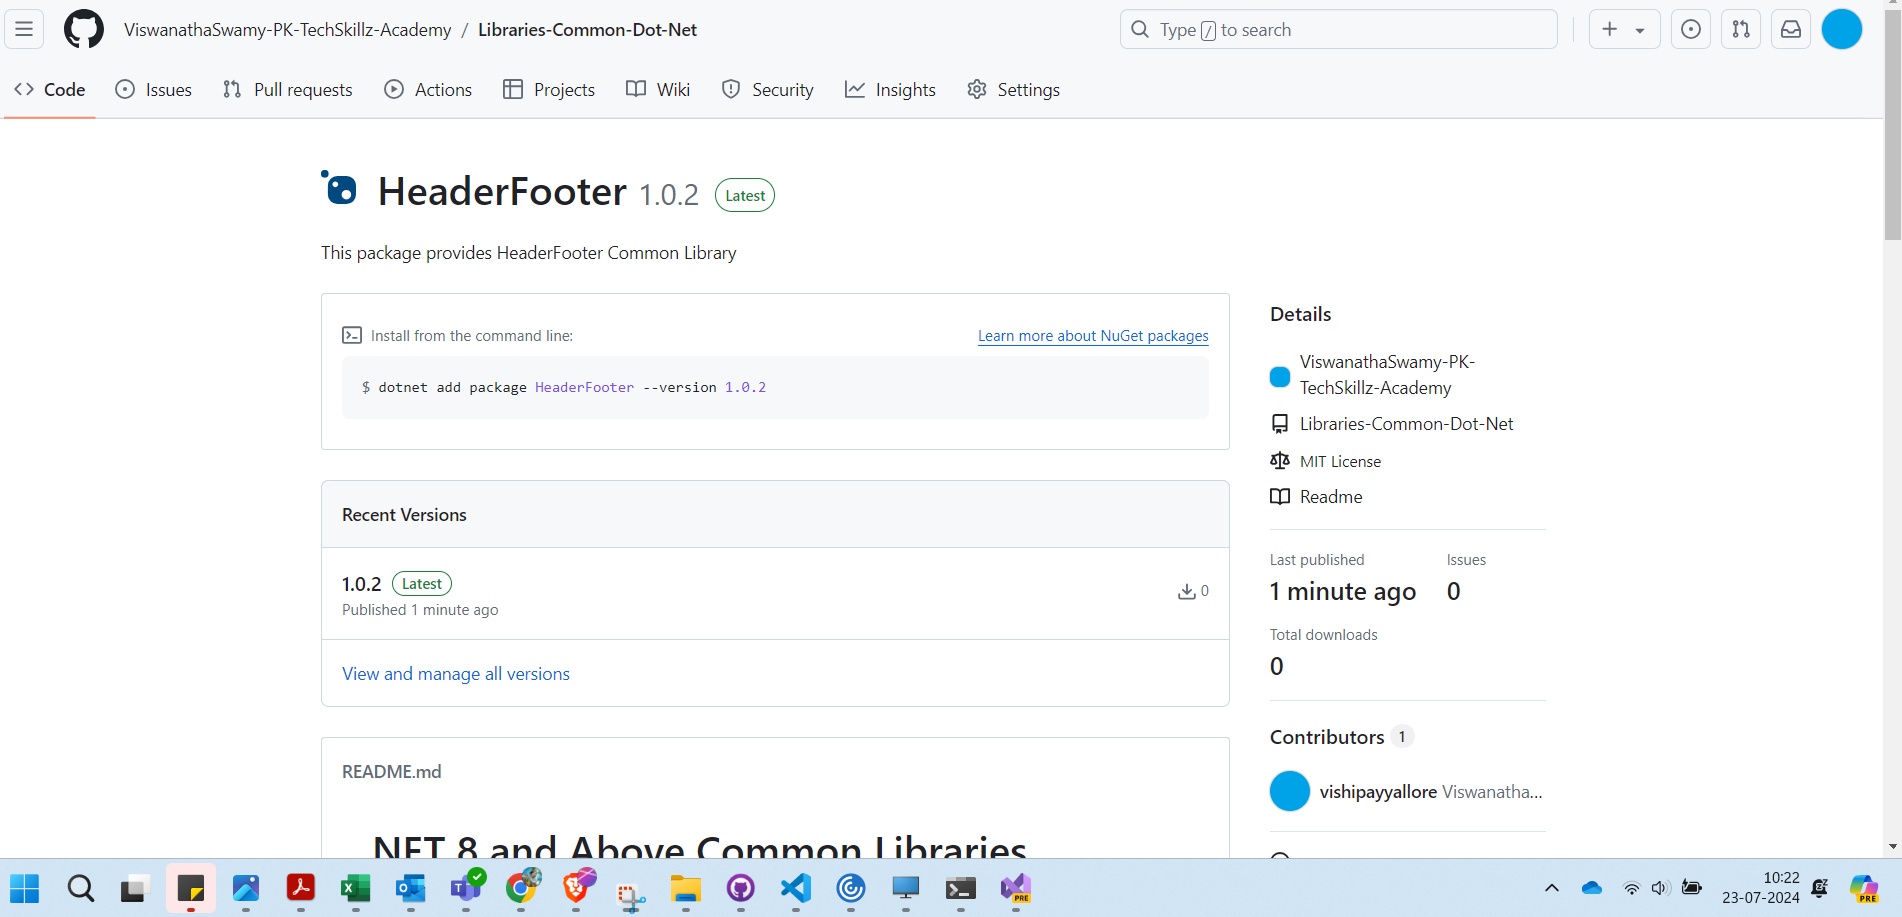 ViswanathaSwamy-PK-TechSkillz-Academy / Libraries-Common-Dot-Net
Type / to search
Code
Issues
Pull requests
Actions
Projects
Wiki
Security
Insights
Settings
HeaderFooter 1.0.2 Latest
This package provides HeaderFooter Common Library
Install from the command line:
Learn more about NuGet packages
$ dotnet add package HeaderFooter --version 1.0.2
Recent Versions
1.0.2 Latest
Published 1 minute ago
0
View and manage all versions
README.md
.NET 8 and Above Common Libraries
Details
ViswanathaSwamy-PK-
TechSkillz-Academy
Libraries-Common-Dot-Net
MIT License
Readme
Last published
1 minute ago
Issues
0
Total downloads
0
Contributors 1
vishipayyallore Viswanatha...
PRE
10:22
23-07-2024
PRE